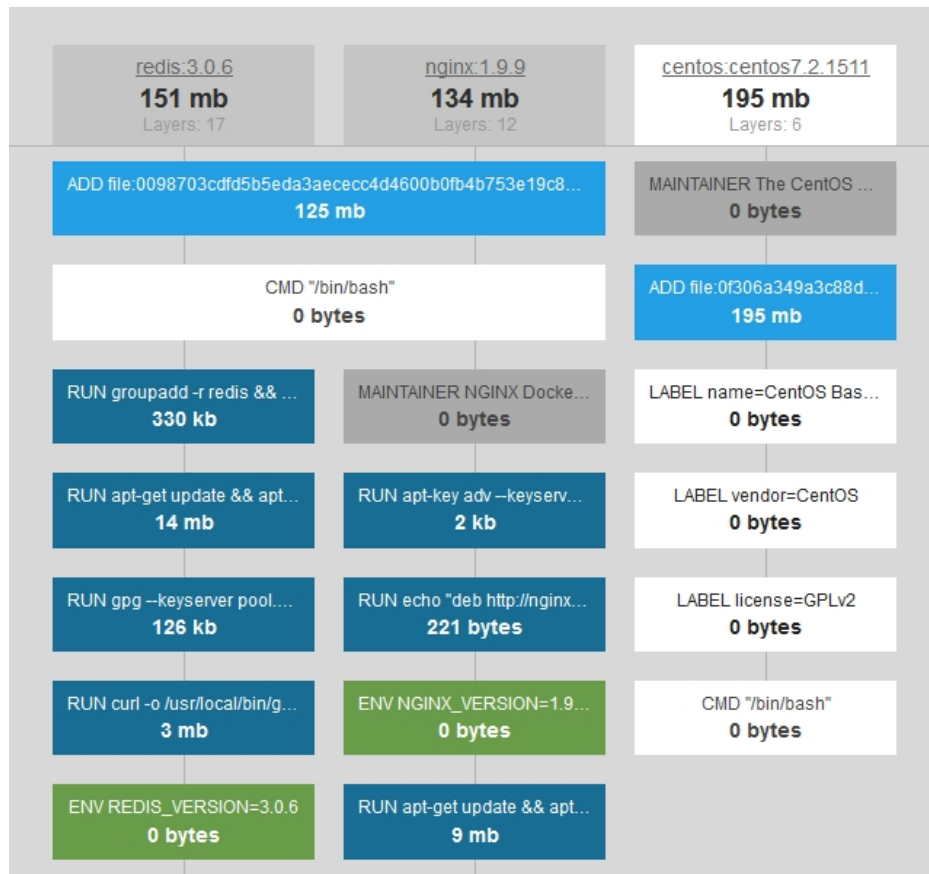 redis:3.0.6
151 mb
Layers: 17
nginx:1.9.9
134 mb
Layers: 12
centos:centos7.2.1511
195 mb
Layers: 6
ADD file:0098703cdfd5b5eda3aececc4d4600b0fb4b753e19c8...
125 mb
MAINTAINER The CentOS ...
0 bytes
CMD "/bin/bash"
0 bytes
ADD file:0f306a349a3c88d...
195 mb
RUN groupadd -r redis && ...
330 kb
MAINTAINER NGINX Docke...
0 bytes
LABEL name=CentOS Bas...
0 bytes
RUN apt-get update && apt...
14 mb
RUN apt-key adv --keyserv...
2 kb
LABEL vendor=CentOS
0 bytes
RUN gpg --keyserver pool....
126 kb
RUN echo "deb http://nginx...
221 bytes
LABEL license=GPLv2
0 bytes
RUN curl -o /usr/local/bin/g...
3 mb
ENV NGINX_VERSION=1.9...
0 bytes
CMD "/bin/bash"
0 bytes
ENV REDIS_VERSION=3.0.6
0 bytes
RUN apt-get update && apt...
9 mb